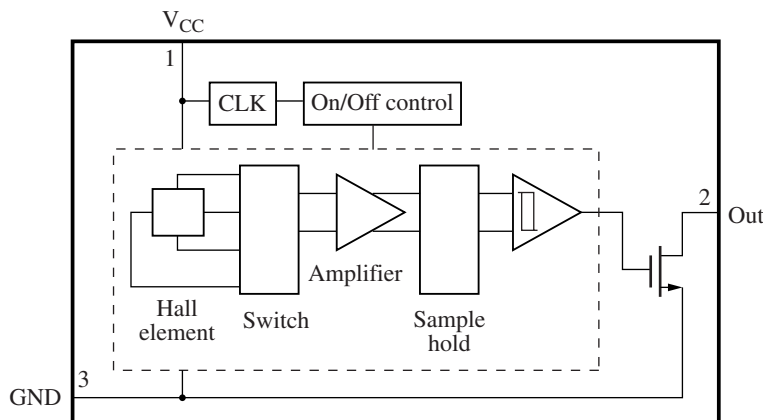 VCC
1
CLK
On/Off control
2
Out
Amplifier
Hall
element
Switch
Sample
hold
3
GND